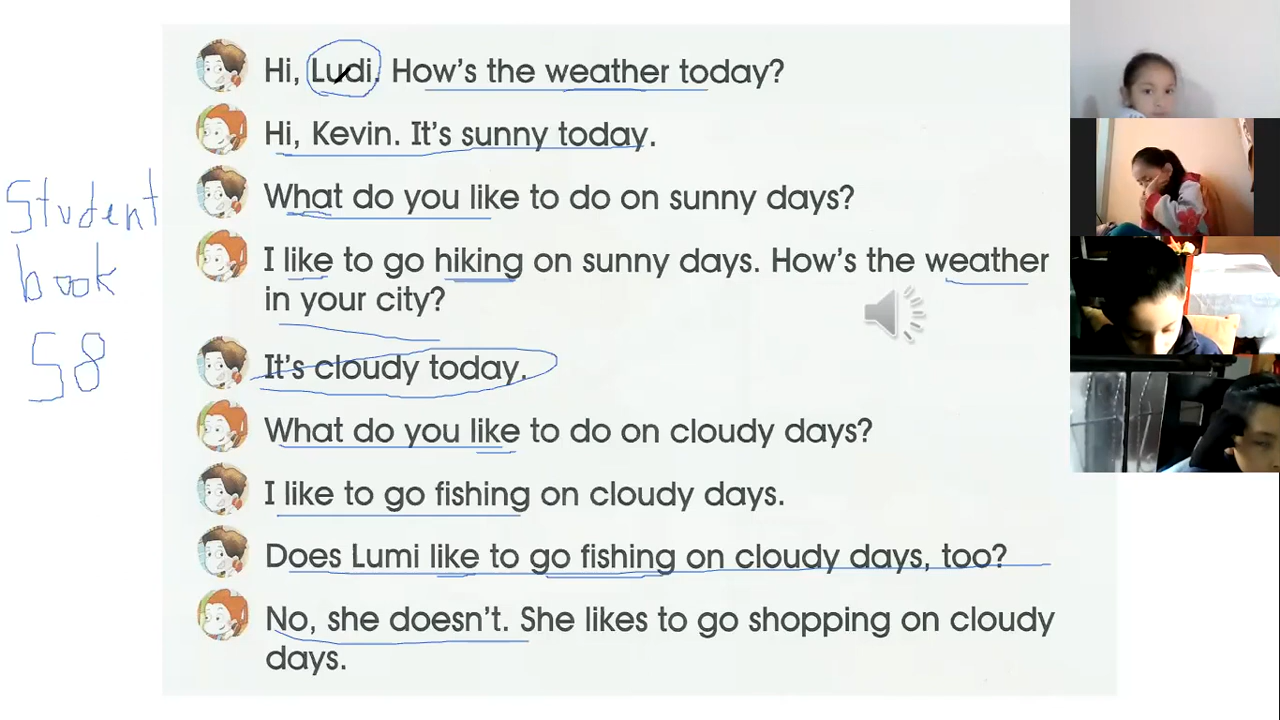 Hi, Ludi. How's the weather today?
Hi, Kevin. It's sunny today.
What do you like to do on sunny days?
I like to go hiking on sunny days. How's the weather
in your city?
It's cloudy today.
What do you like to do on cloudy days?
I like to go fishing on cloudy days.
Does Lumi like to go fishing on cloudy days, too?
No, she doesn't. She likes to go shopping on cloudy
days.
Student
book
58